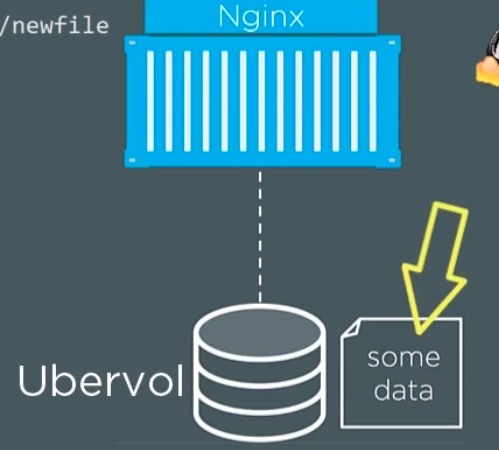 /newfile
Nginx
Ubervol
some
data